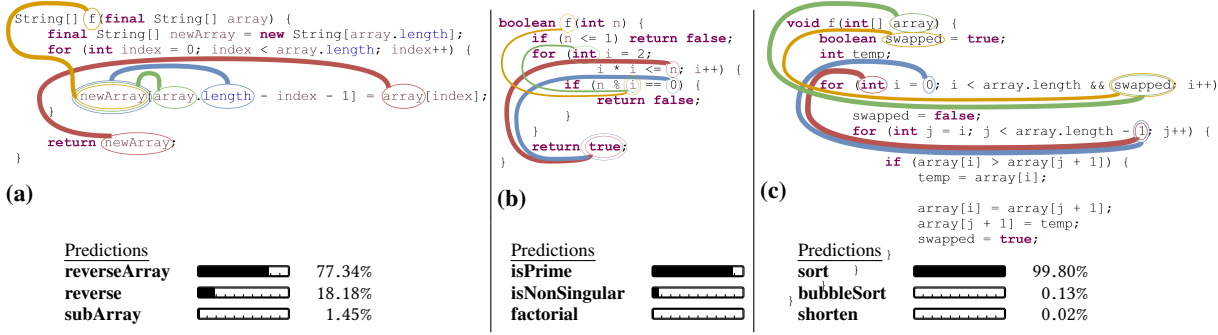 String[] f(final String[] array) {
final String[] newArray = new String[array.length];
for (int index = 0; index < array.length; index++) {
newArray[array.length - index - 1] = array[index];
}
return newArray;
}
(a)
Predictions
reverseArray 77.34%
reverse 18.18%
subArray 1.45%
boolean f(int n) {
if (n <= 1) return false;
for (int i = 2;
i * i <= n; i++) {
if (n % i == 0) {
return false;
}
}
return true;
}
(b)
Predictions
isPrime
isNonSingular
factorial
void f(int[] array) {
boolean swapped = true;
int temp;
for (int i = 0; i < array.length && swapped; i++)
swapped = false;
for (int j = i; j < array.length - 1; j++) {
if (array[i] > array[j + 1]) {
temp = array[i];
array[i] = array[j + 1];
array[j + 1] = temp;
swapped = true;
}
}
}
(c)
Predictions
sort 99.80%
bubbleSort 0.13%
shorten 0.02%